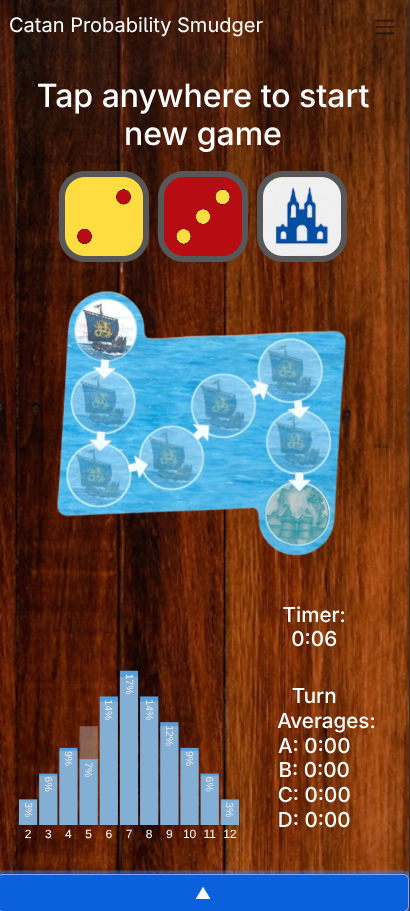 Catan Probability Smudger
Tap anywhere to start
new game
Timer:
0:06
Turn
Averages:
A: 0:00
B: 0:00
C: 0:00
D: 0:00
3% 6% 9% 7% 14% 17% 14% 12% 9% 6% 3%
2 3 4 5 6 7 8 9 10 11 12